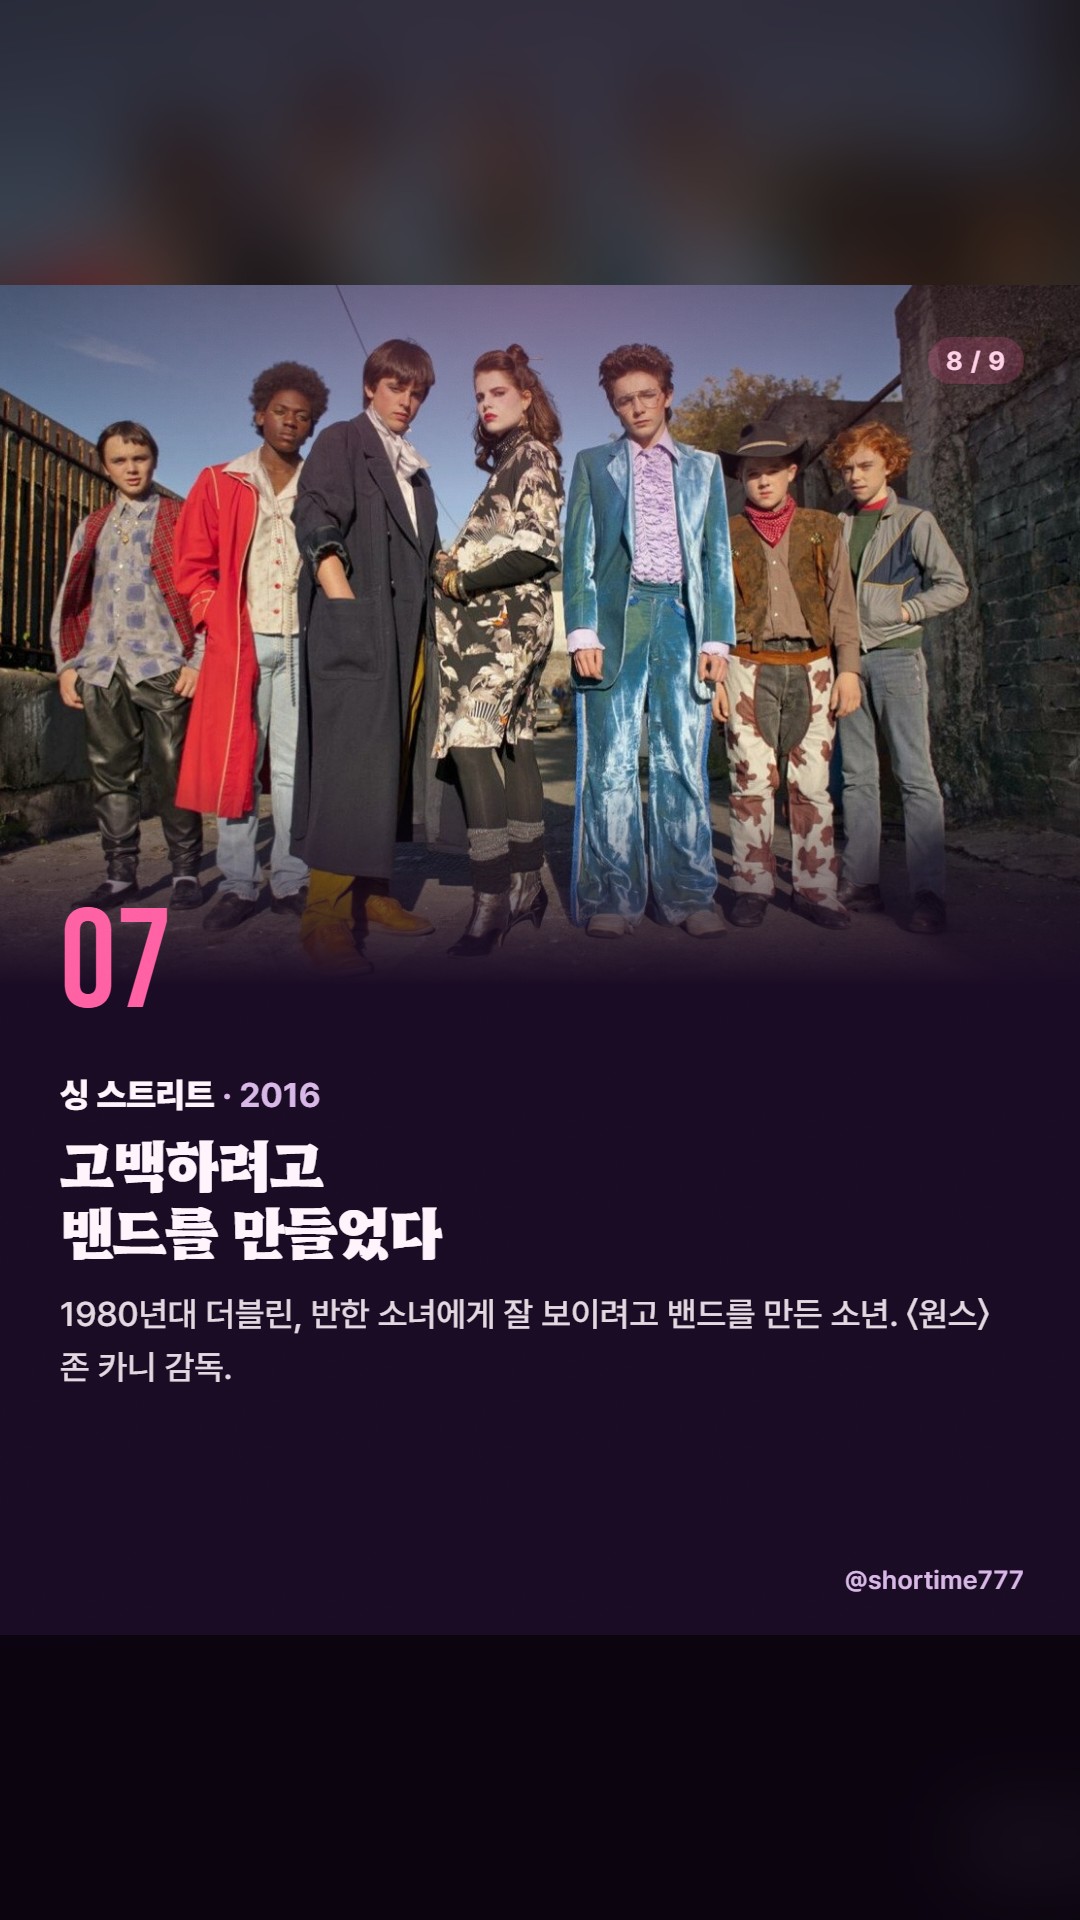 8 / 9
07
싱 스트리트 · 2016
고백하려고
밴드를 만들었다
1980년대 더블린, 반한 소녀에게 잘 보이려고 밴드를 만든 소년. 〈원스〉
존 카니 감독.
@shortime777